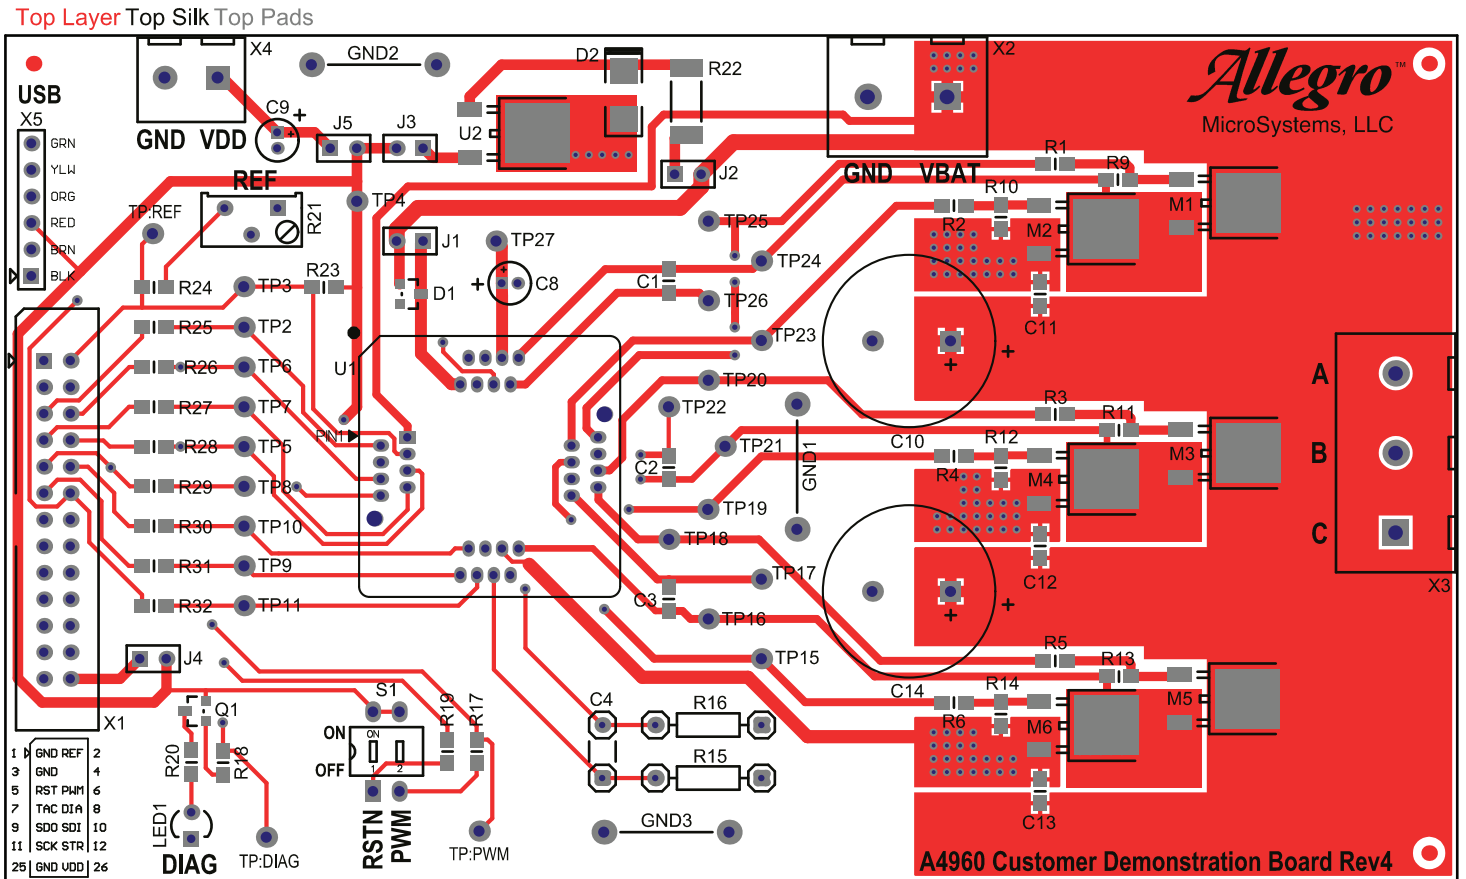 Top Layer Top Silk Top Pads
X4
GND2
D2
R22
X2
Allegro™
MicroSystems, LLC
USB
X5
GRN
YLW
ORG
RED
BRN
BLK
GND VDD
C9
+
J5
J3
U2
J2
GND VBAT
R1
R9
R10
M1
REF
TP:REF
R21
TP4
TP25
R2
M2
J1
TP27
TP24
R24
TP3
R23
D1
+
C8
C1
TP26
C11
R25
TP2
TP23
+
+
U1
R26
TP6
TP20
A
R27
TP7
TP22
R3
R11
PIN1
R28
TP5
TP21
C10
R12
M3
B
C2
GND1
R4
M4
R29
TP8
TP19
R30
TP10
TP18
C
R31
TP9
TP17
C12
X3
R32
TP11
C3
TP16
+
+
J4
TP15
R5
R13
X1
Q1
S1
R19
R17
C4
R16
C14
R14
M5
R6
M6
ON
ON
OFF
1 2
R20
R18
R15
1 GND REF 2
3 GND 4
5 RST PWM 6
7 TAC DIA 8
9 SDO SDI 10
11 SCK STR 12
25 GND VDD 26
LED1
DIAG
TP:DIAG
RSTN
PWM
TP:PWM
GND3
C13
A4960 Customer Demonstration Board Rev4